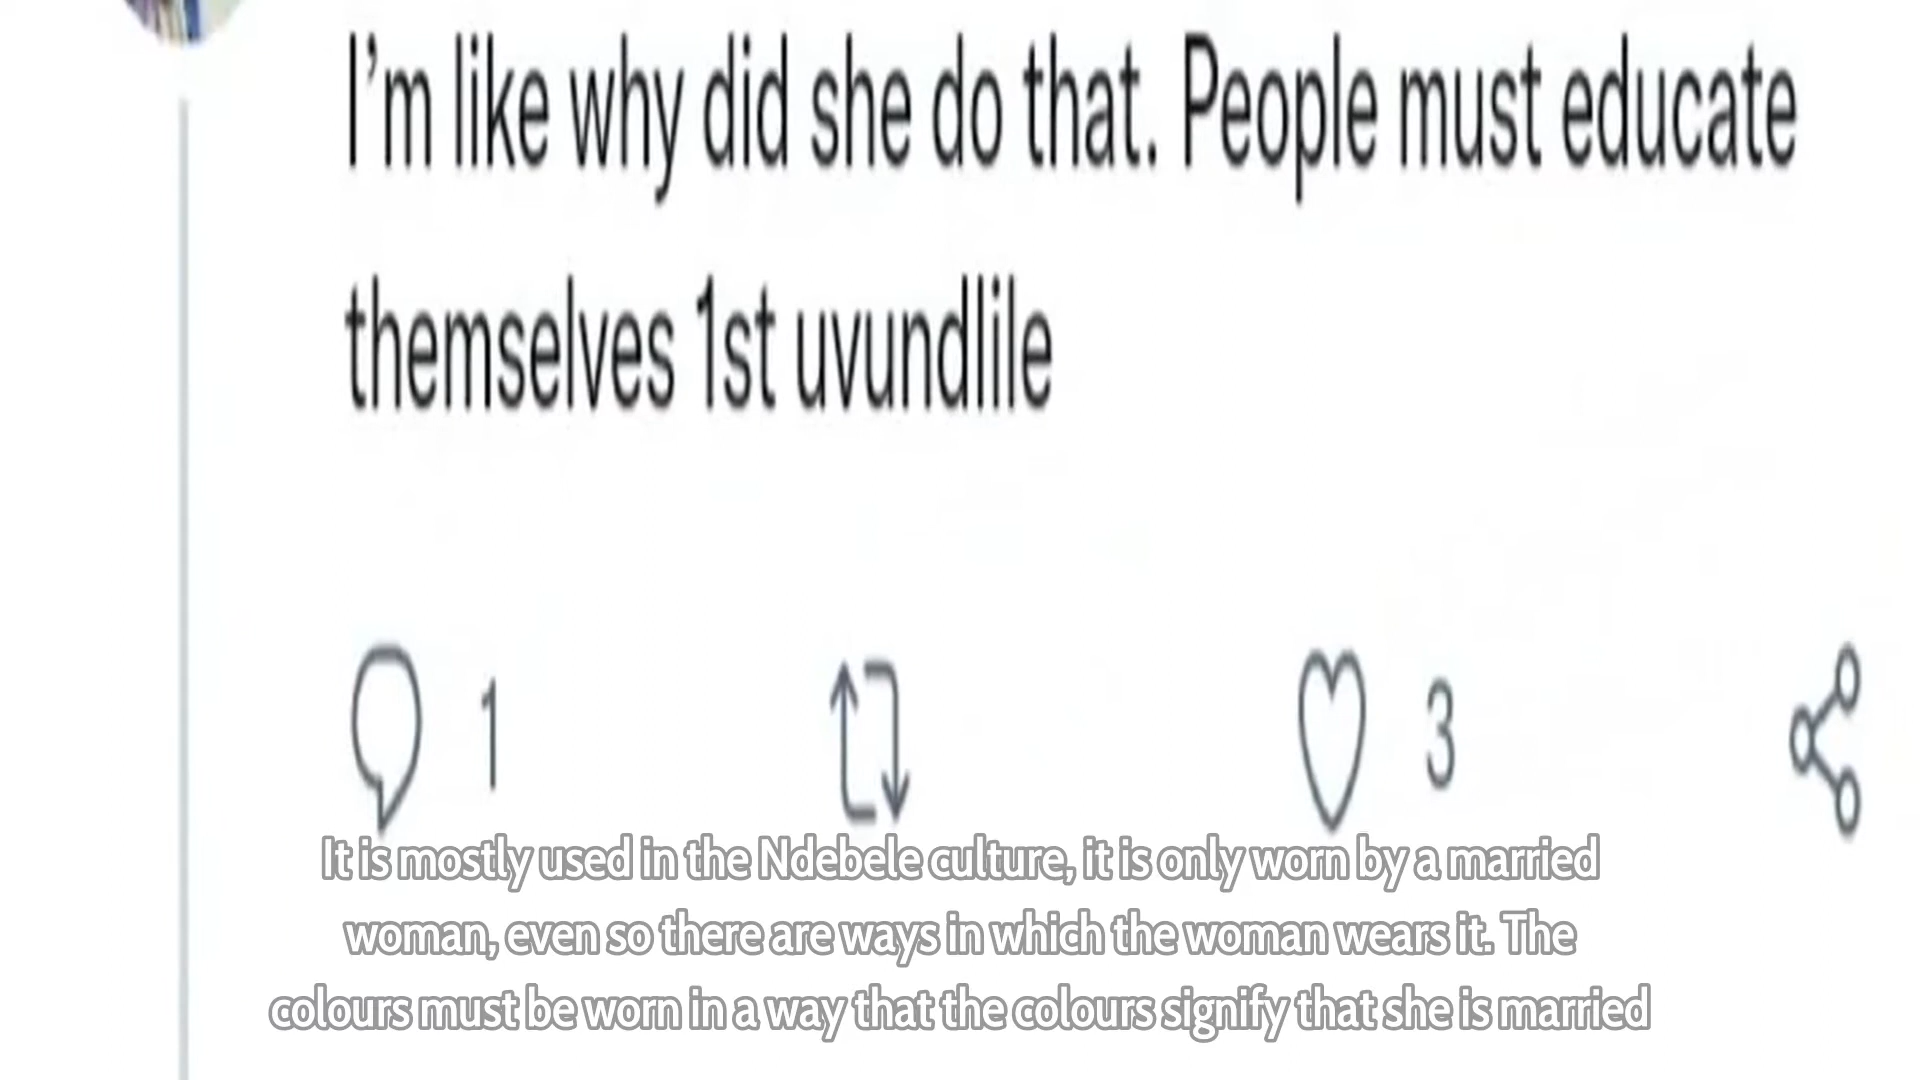 I'm like why did she do that. People must educate
themselves 1st uvundlile
1
3
It is mostly used in the Ndebele culture, it is only worn by a married
woman, even so there are ways in which the woman wears it. The
colours must be worn in a way that the colours signify that she is married